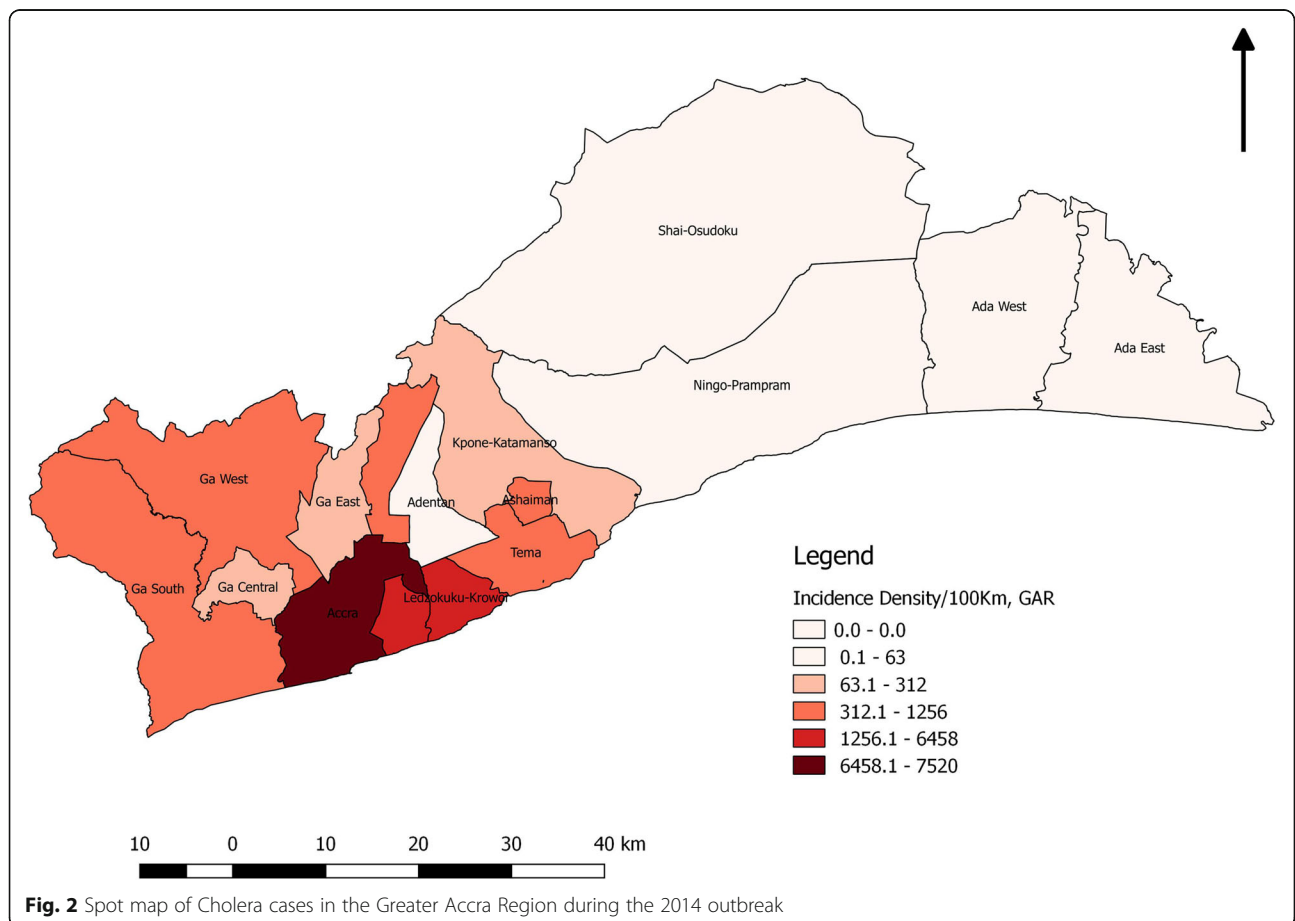 Shai-Osudoku
Ada West
Ada East
Ningo-Prampram
Kpone-Katamanso
Ga West
Ga East
Adentan
Ashaiman
Tema
Ga South
Ga Central
Accra
Ledzokuku-Krowor
Legend
Incidence Density/100Km, GAR
0.0 - 0.0
0.1 - 63
63.1 - 312
312.1 - 1256
1256.1 - 6458
6458.1 - 7520
10 0 10 20 30 40 km
Fig. 2 Spot map of Cholera cases in the Greater Accra Region during the 2014 outbreak